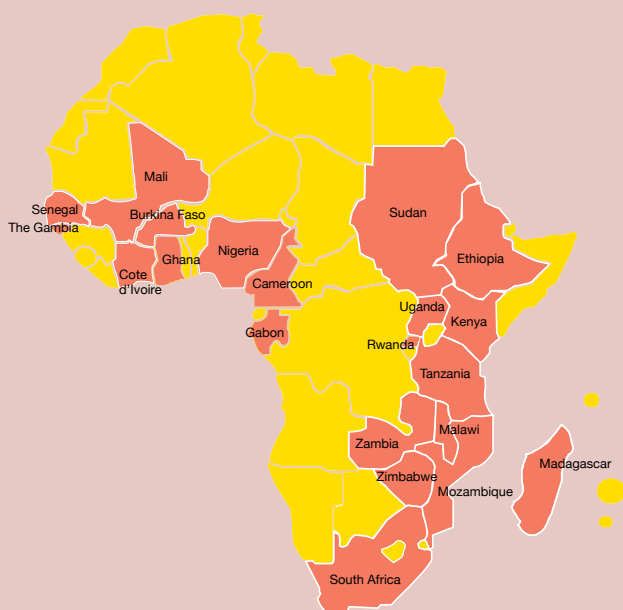 Mali
Senegal
The Gambia
Burkina Faso
Sudan
Ghana
Nigeria
Ethiopia
Cote
d'Ivoire
Cameroon
Uganda
Kenya
Gabon
Rwanda
Tanzania
Malawi
Zambia
Madagascar
Zimbabwe
Mozambique
South Africa